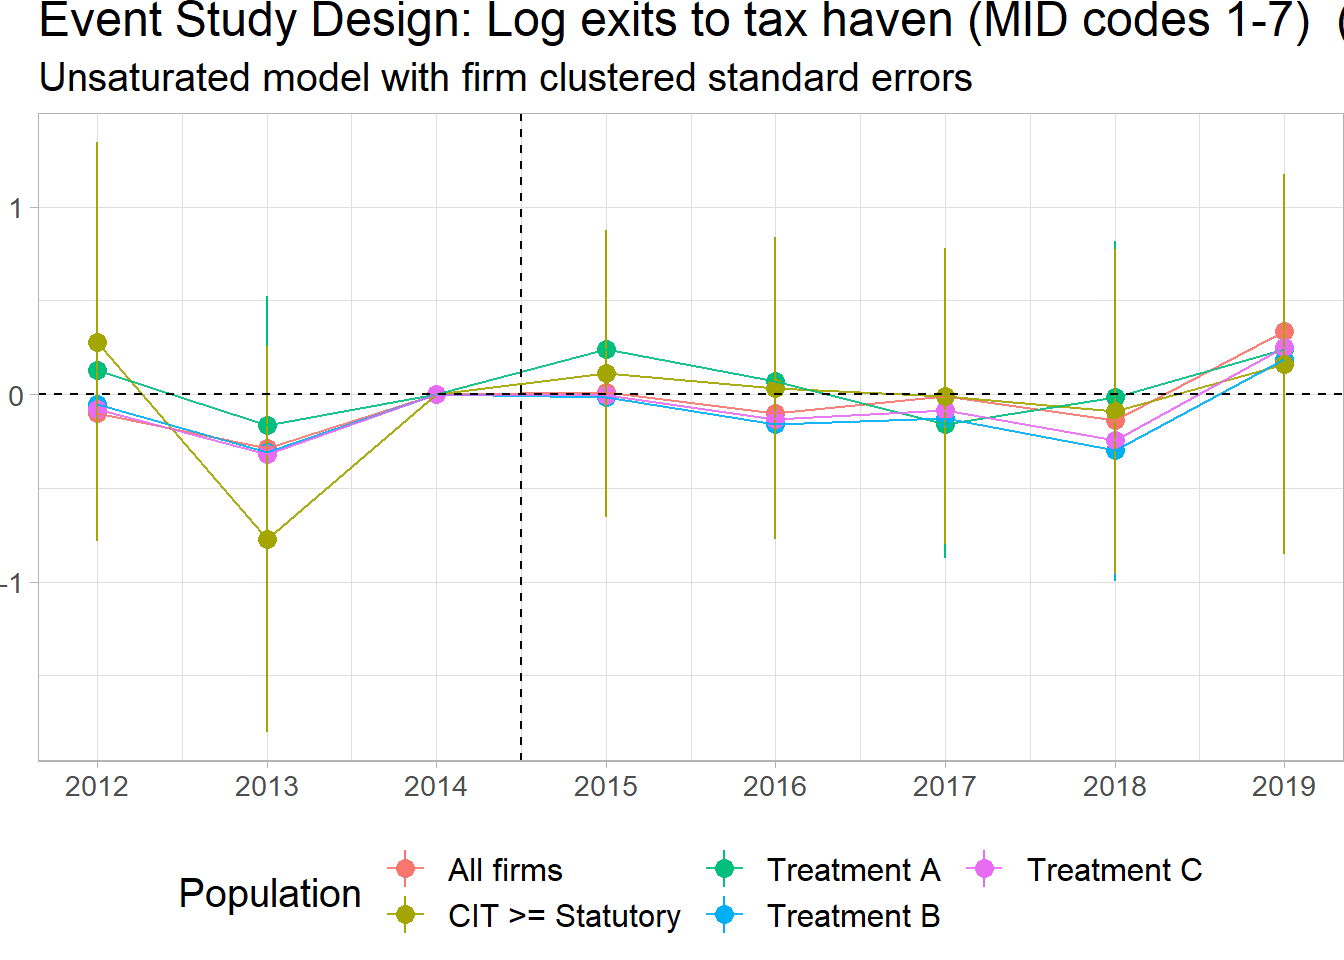 Event Study Design: Log exits to tax haven (MID codes 1-7) (
Unsaturated model with firm clustered standard errors
1
0
-1
2012 2013 2014 2015 2016 2017 2018 2019
Population
All firms Treatment A Treatment C
CIT >= Statutory Treatment B